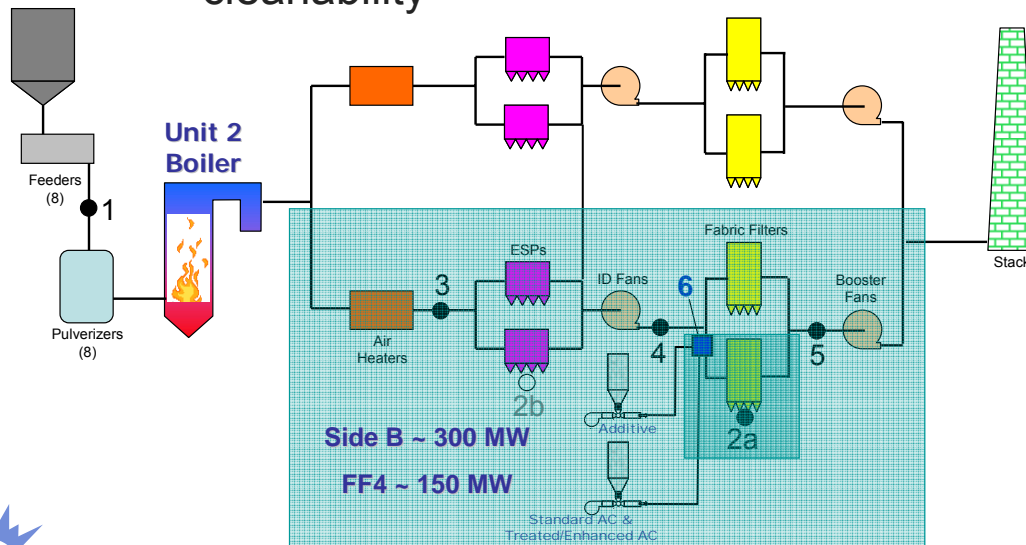 cleanability
Unit 2
Boiler
Feeders
(8)
1
Pulverizers
(8)
ESPs
Fabric Filters
ID Fans
Booster
Fans
Stack
3
6
4
5
Air
Heaters
2b
2a
Additive
Side B ~ 300 MW
FF4 ~ 150 MW
Standard AC &
Treated/Enhanced AC